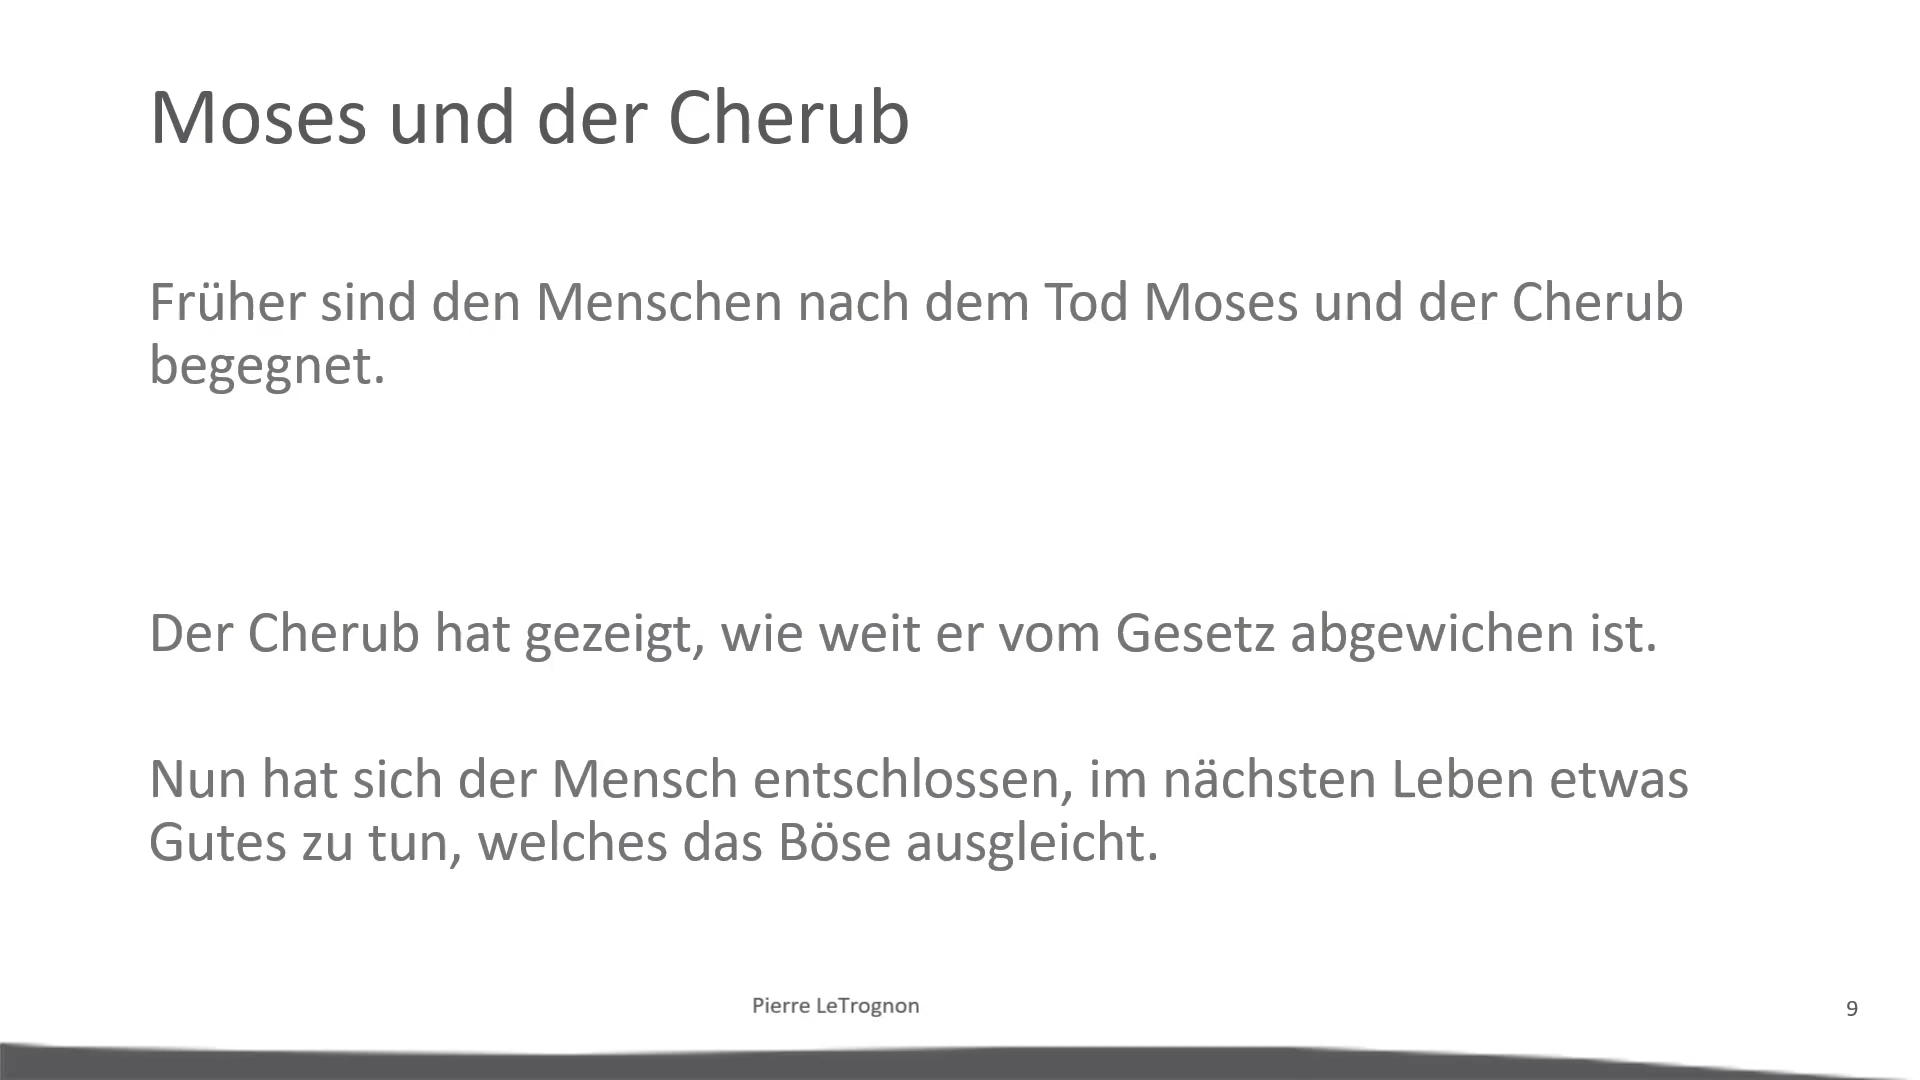 Moses und der Cherub
Früher sind den Menschen nach dem Tod Moses und der Cherub
begegnet.
Der Cherub hat gezeigt, wie weit er vom Gesetz abgewichen ist.
Nun hat sich der Mensch entschlossen, im nächsten Leben etwas
Gutes zu tun, welches das Böse ausgleicht.
Pierre LeTrognon
9